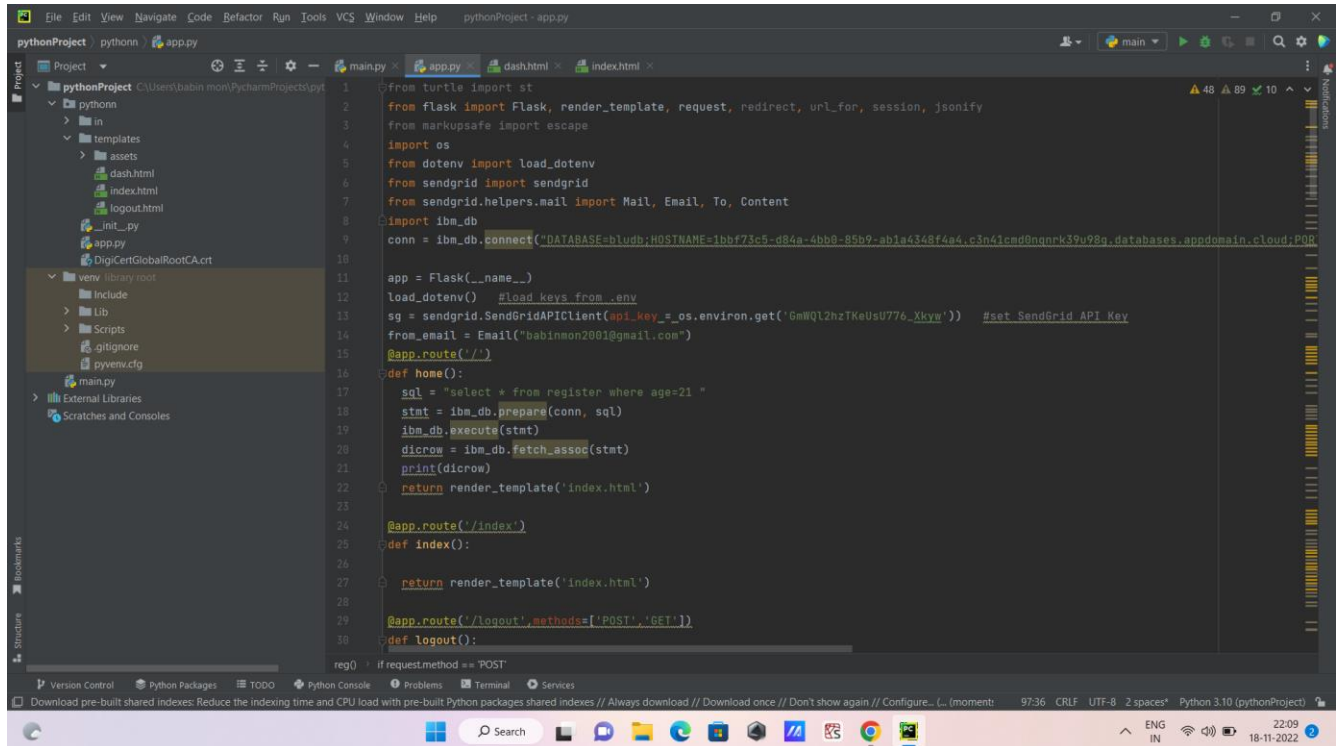 File Edit View Navigate Code Refactor Run Tools VCS Window Help pythonProject - app.py
pythonProject pythonn app.py
main
Project
main.py app.py dash.html index.html
pythonProject C:\Users\babin mon\PycharmProjects\pyt
pythonn
in
templates
assets
dash.html
index.html
logout.html
__init__.py
app.py
DigiCertGlobalRootCA.crt
venv library root
Include
Lib
Scripts
.gitignore
pyvenv.cfg
main.py
External Libraries
Scratches and Consoles
48 89 10
1 from turtle import st
2 from flask import Flask, render_template, request, redirect, url_for, session, jsonify
3 from markupsafe import escape
4 import os
5 from dotenv import load_dotenv
6 from sendgrid import sendgrid
7 from sendgrid.helpers.mail import Mail, Email, To, Content
8 import ibm_db
9 conn = ibm_db.connect("DATABASE=bludb;HOSTNAME=1bbf73c5-d84a-4bb0-85b9-ab1a4348f4a4.c3n41cmd0nqnrk39u98g.databases.appdomain.cloud;POR
10
11 app = Flask(__name__)
12 load_dotenv() #load keys from .env
13 sg = sendgrid.SendGridAPIClient(api_key = os.environ.get('GmWQl2hzTKeUsU776_Xkyw')) #set SendGrid API Key
14 from_email = Email("babinmon2001@gmail.com")
15 @app.route('/')
16 def home():
17 sql = "select * from register where age=21 "
18 stmt = ibm_db.prepare(conn, sql)
19 ibm_db.execute(stmt)
20 dicrow = ibm_db.fetch_assoc(stmt)
21 print(dicrow)
22 return render_template('index.html')
23
24 @app.route('/index')
25 def index():
26
27 return render_template('index.html')
28
29 @app.route('/logout',methods=['POST','GET'])
30 def logout():
reg() if request.method == 'POST'
Project
Bookmarks
Structure
Notifications
Version Control Python Packages TODO Python Console Problems Terminal Services
Download pre-built shared indexes: Reduce the indexing time and CPU load with pre-built Python packages shared indexes // Always download // Download once // Don't show again // Configure... (moments 97:36 CRLF UTF-8 2 spaces* Python 3.10 (pythonProject)
Search
ENG
IN
22:09
18-11-2022
2